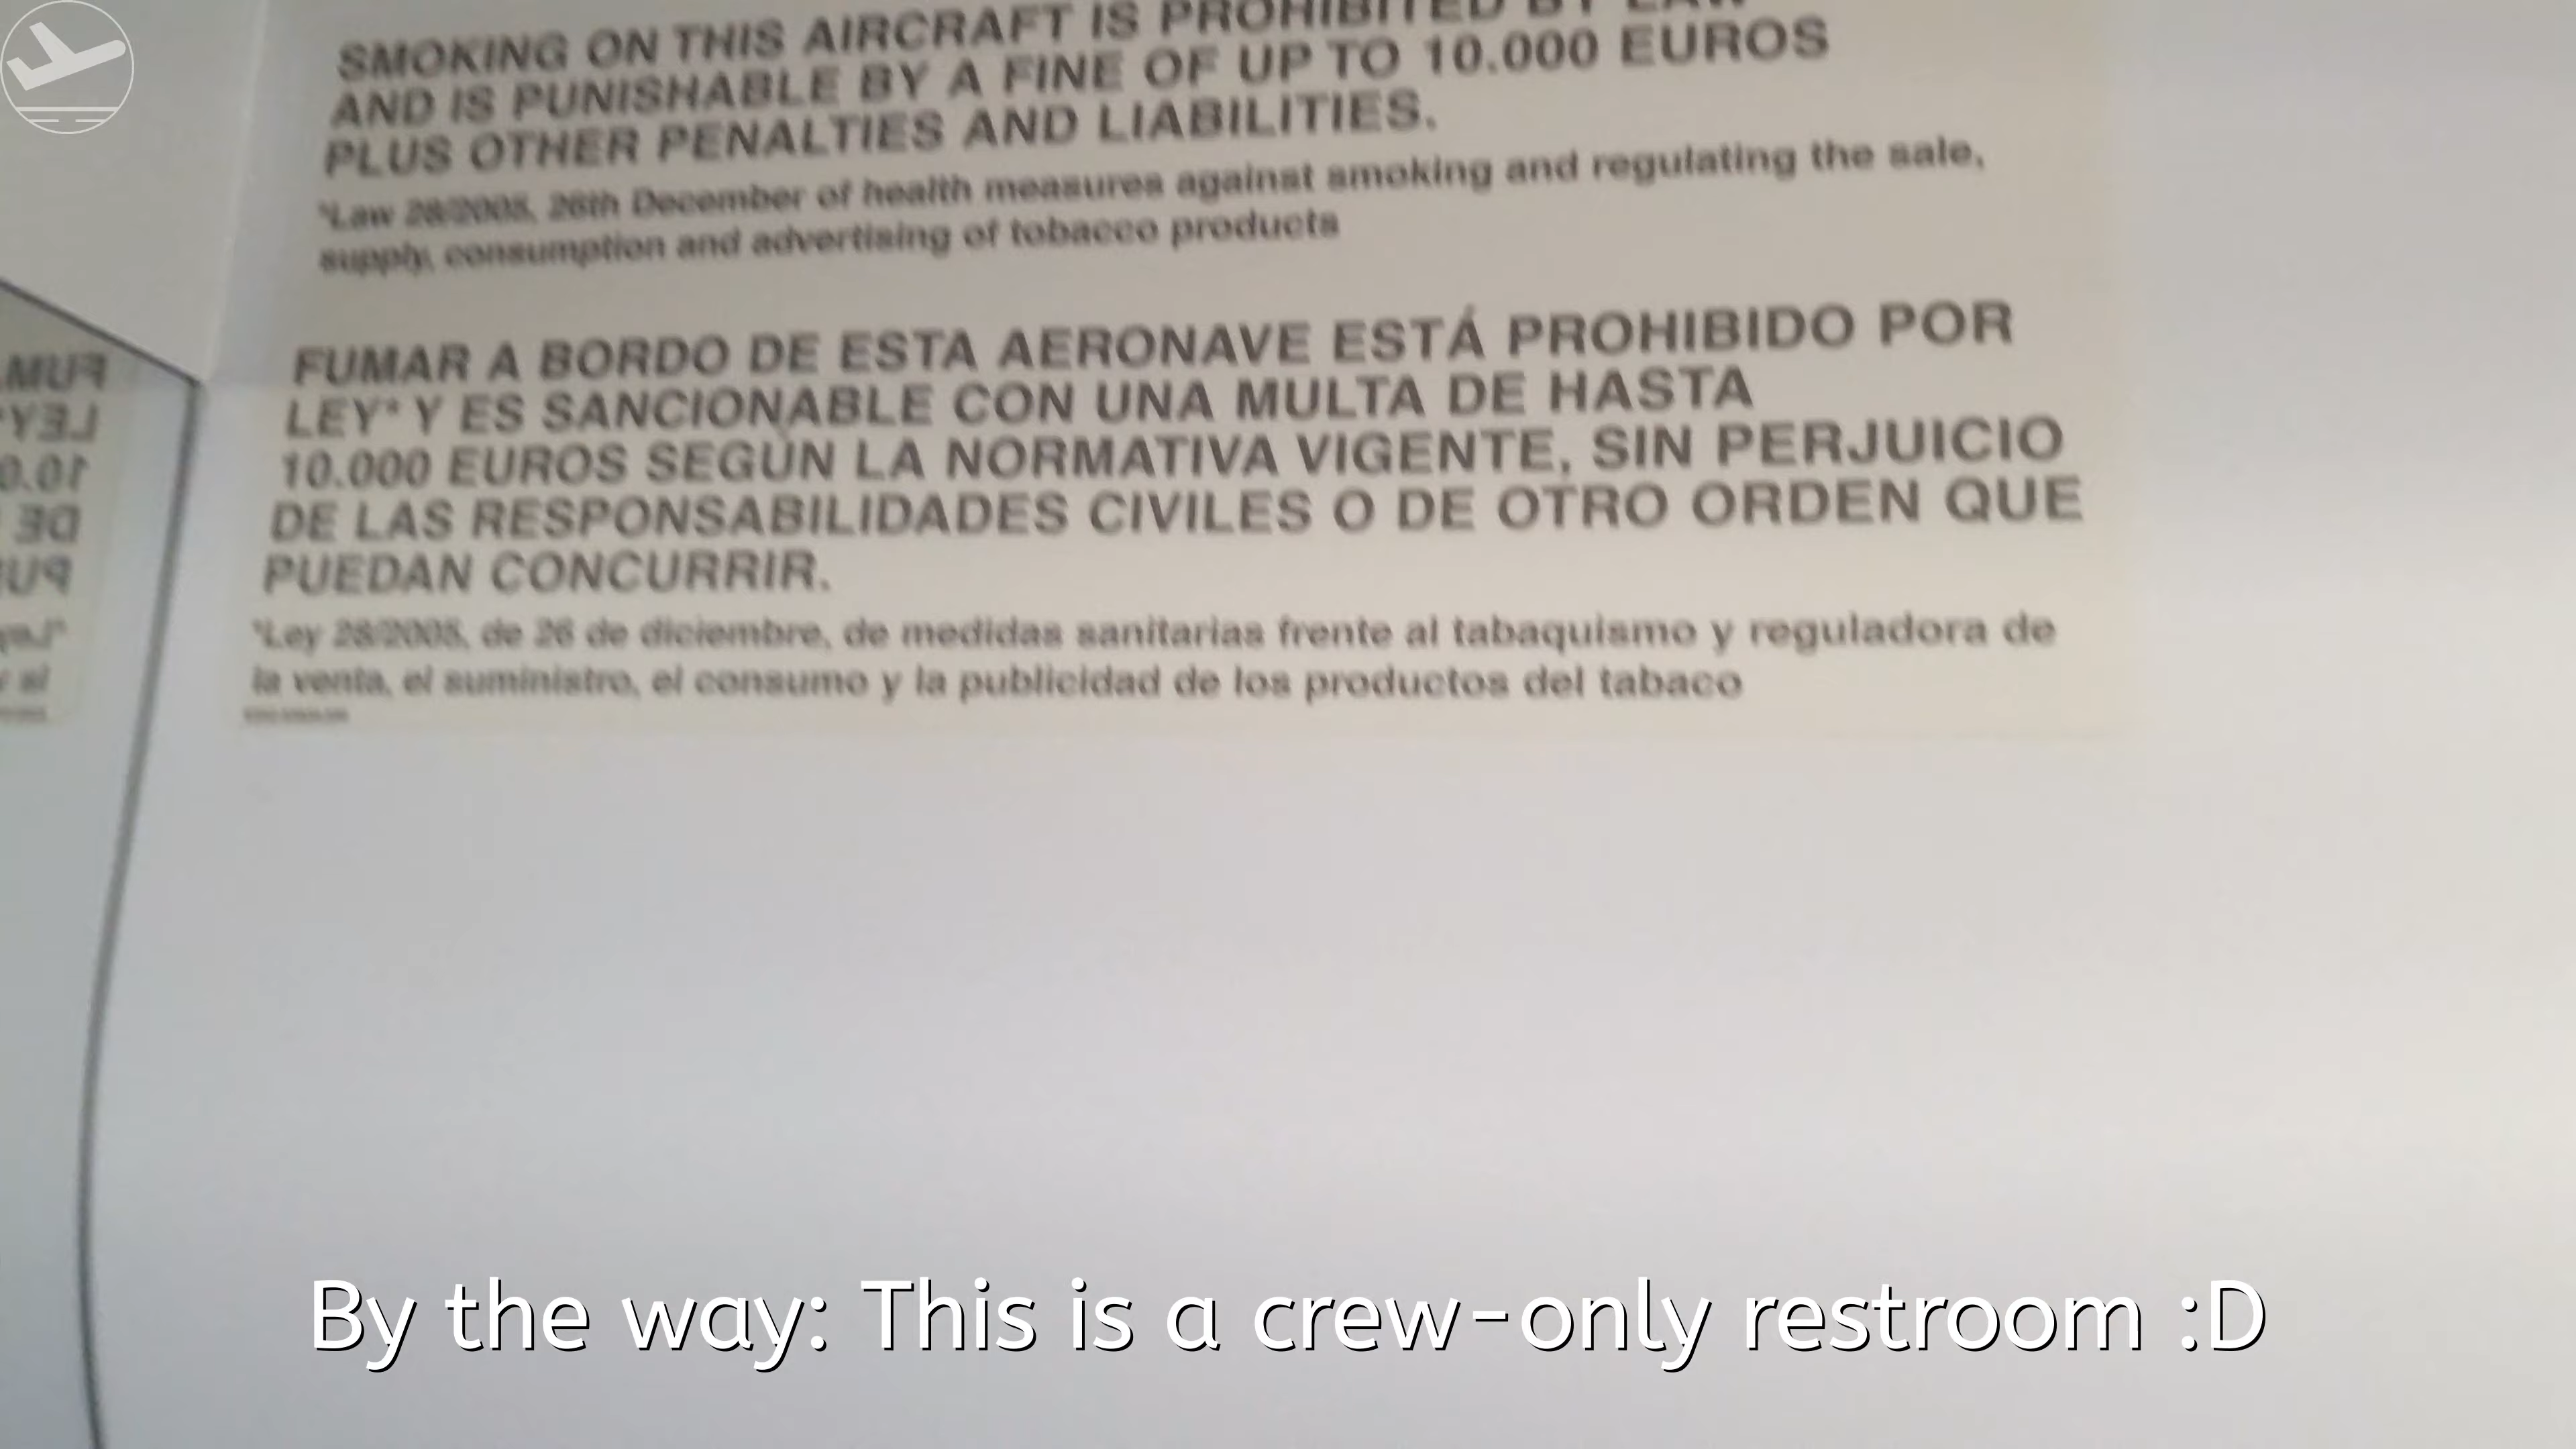 SMOKING ON THIS AIRCRAFT IS PROHIBITED BY LAW
AND IS PUNISHABLE BY A FINE OF UP TO 10.000 EUROS
PLUS OTHER PENALTIES AND LIABILITIES.
*Law 28/2005, 26th December of health measures against smoking and regulating the sale,
supply, consumption and advertising of tobacco products
FUMAR A BORDO DE ESTA AERONAVE ESTÁ PROHIBIDO POR
LEY* Y ES SANCIONABLE CON UNA MULTA DE HASTA
10.000 EUROS SEGÚN LA NORMATIVA VIGENTE, SIN PERJUICIO
DE LAS RESPONSABILIDADES CIVILES O DE OTRO ORDEN QUE
PUEDAN CONCURRIR.
*Ley 28/2005, de 26 de diciembre, de medidas sanitarias frente al tabaquismo y reguladora de
la venta, el suministro, el consumo y la publicidad de los productos del tabaco
By the way: This is a crew-only restroom :D